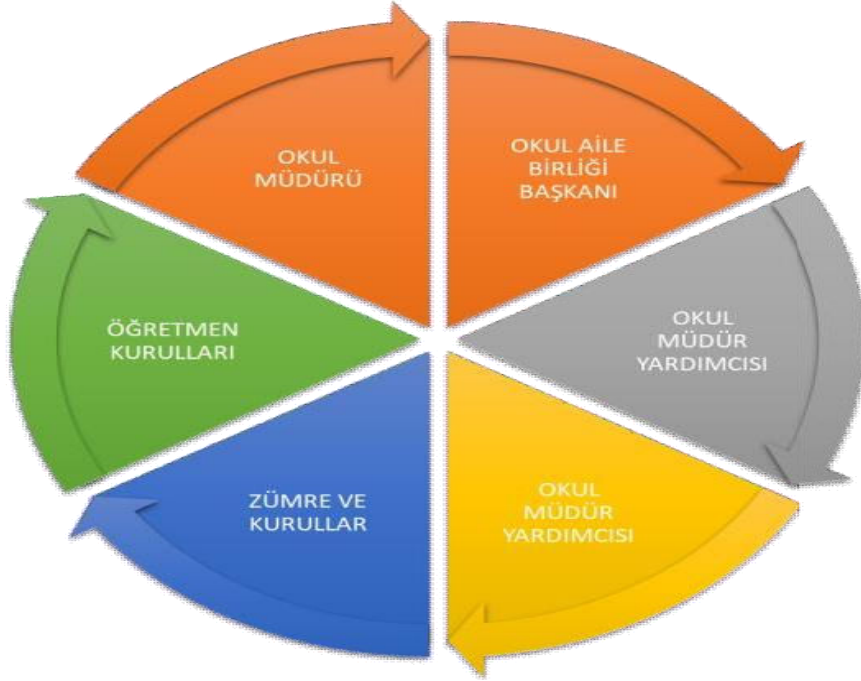 OKUL
MÜDÜRÜ
OKUL AİLE
BİRLİĞİ
BAŞKANI
OKUL
MÜDÜR
YARDIMCISI
OKUL
MÜDÜR
YARDIMCISI
ZÜMRE VE
KURULLAR
ÖĞRETMEN
KURULLARI